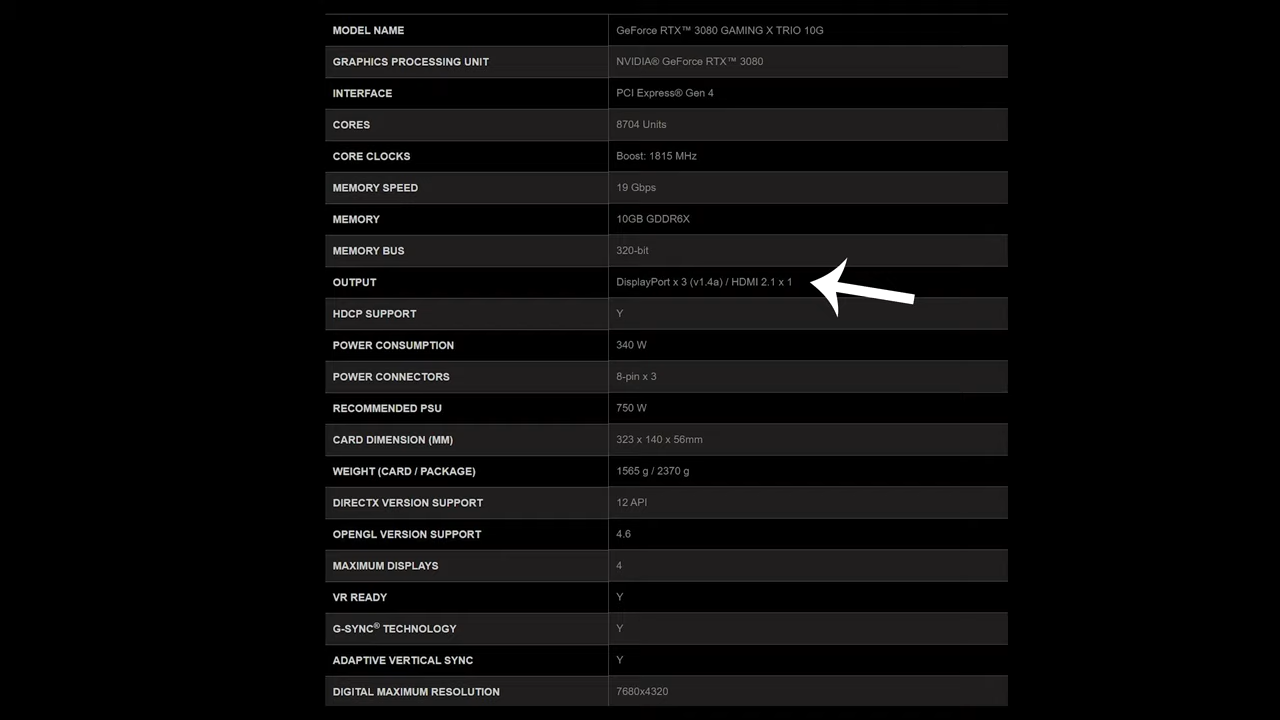 MODEL NAME GeForce RTX™ 3080 GAMING X TRIO 10G
GRAPHICS PROCESSING UNIT NVIDIA® GeForce RTX™ 3080
INTERFACE PCI Express® Gen 4
CORES 8704 Units
CORE CLOCKS Boost: 1815 MHz
MEMORY SPEED 19 Gbps
MEMORY 10GB GDDR6X
MEMORY BUS 320-bit
OUTPUT DisplayPort x 3 (v1.4a) / HDMI 2.1 x 1
HDCP SUPPORT Y
POWER CONSUMPTION 340 W
POWER CONNECTORS 8-pin x 3
RECOMMENDED PSU 750 W
CARD DIMENSION (MM) 323 x 140 x 56mm
WEIGHT (CARD / PACKAGE) 1565 g / 2370 g
DIRECTX VERSION SUPPORT 12 API
OPENGL VERSION SUPPORT 4.6
MAXIMUM DISPLAYS 4
VR READY Y
G-SYNC® TECHNOLOGY Y
ADAPTIVE VERTICAL SYNC Y
DIGITAL MAXIMUM RESOLUTION 7680x4320